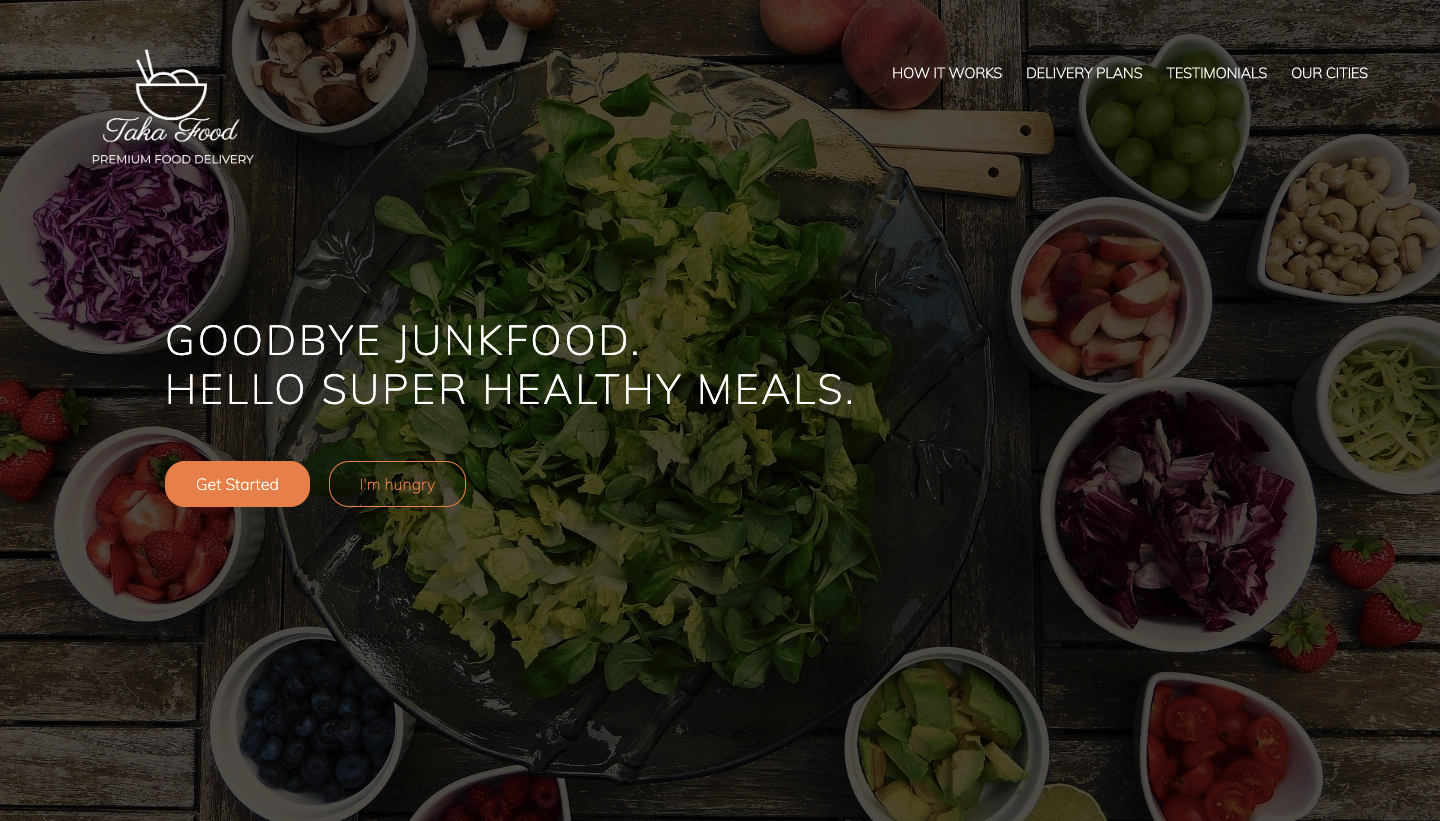 Taka Food
PREMIUM FOOD DELIVERY
HOW IT WORKS
DELIVERY PLANS
TESTIMONIALS
OUR CITIES
GOODBYE JUNKFOOD.
HELLO SUPER HEALTHY MEALS.
Get Started
I'm hungry